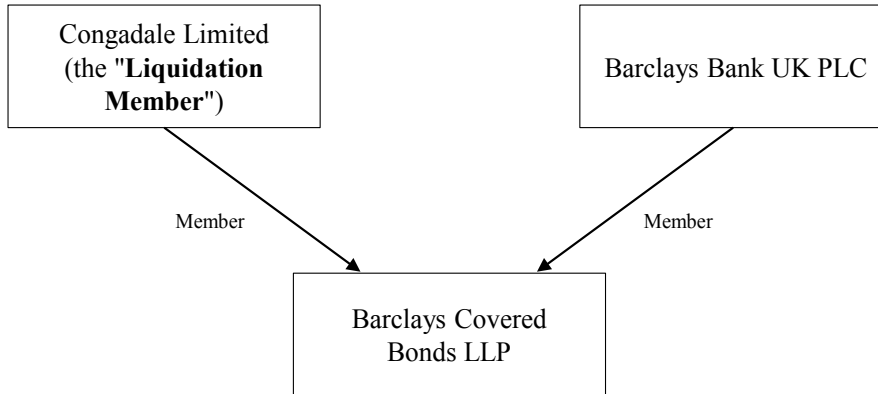 Congadale Limited
(the "Liquidation
Member")
Barclays Bank UK PLC
Member
Member
Barclays Covered
Bonds LLP